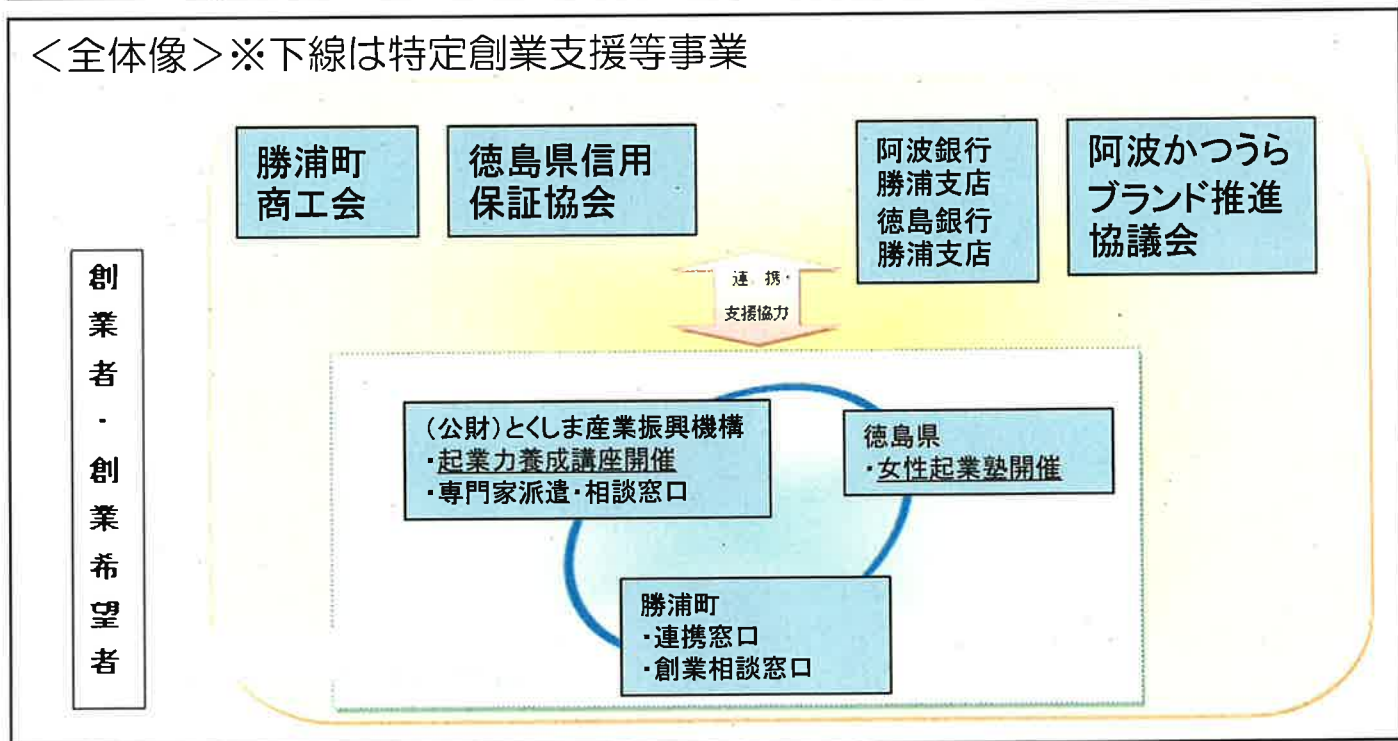 ＜全体像＞※下線は特定創業支援等事業
勝浦町
商工会
徳島県信用
保証協会
阿波銀行
勝浦支店
徳島銀行
勝浦支店
阿波かつうら
ブランド推進
協議会
連携・
支援協力
創業者・創業希望者
（公財）とくしま産業振興機構
・起業力養成講座開催
・専門家派遣・相談窓口
徳島県
・女性起業塾開催
勝浦町
・連携窓口
・創業相談窓口